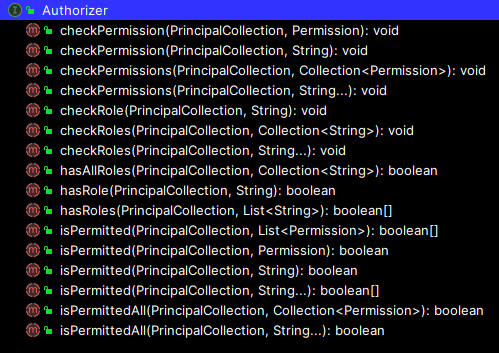 Authorizer
checkPermission(PrincipalCollection, Permission): void
checkPermission(PrincipalCollection, String): void
checkPermissions(PrincipalCollection, Collection<Permission>): void
checkPermissions(PrincipalCollection, String...): void
checkRole(PrincipalCollection, String): void
checkRoles(PrincipalCollection, Collection<String>): void
checkRoles(PrincipalCollection, String...): void
hasAllRoles(PrincipalCollection, Collection<String>): boolean
hasRole(PrincipalCollection, String): boolean
hasRoles(PrincipalCollection, List<String>): boolean[]
isPermitted(PrincipalCollection, List<Permission>): boolean[]
isPermitted(PrincipalCollection, Permission): boolean
isPermitted(PrincipalCollection, String): boolean
isPermitted(PrincipalCollection, String...): boolean[]
isPermittedAll(PrincipalCollection, Collection<Permission>): boolean
isPermittedAll(PrincipalCollection, String...): boolean